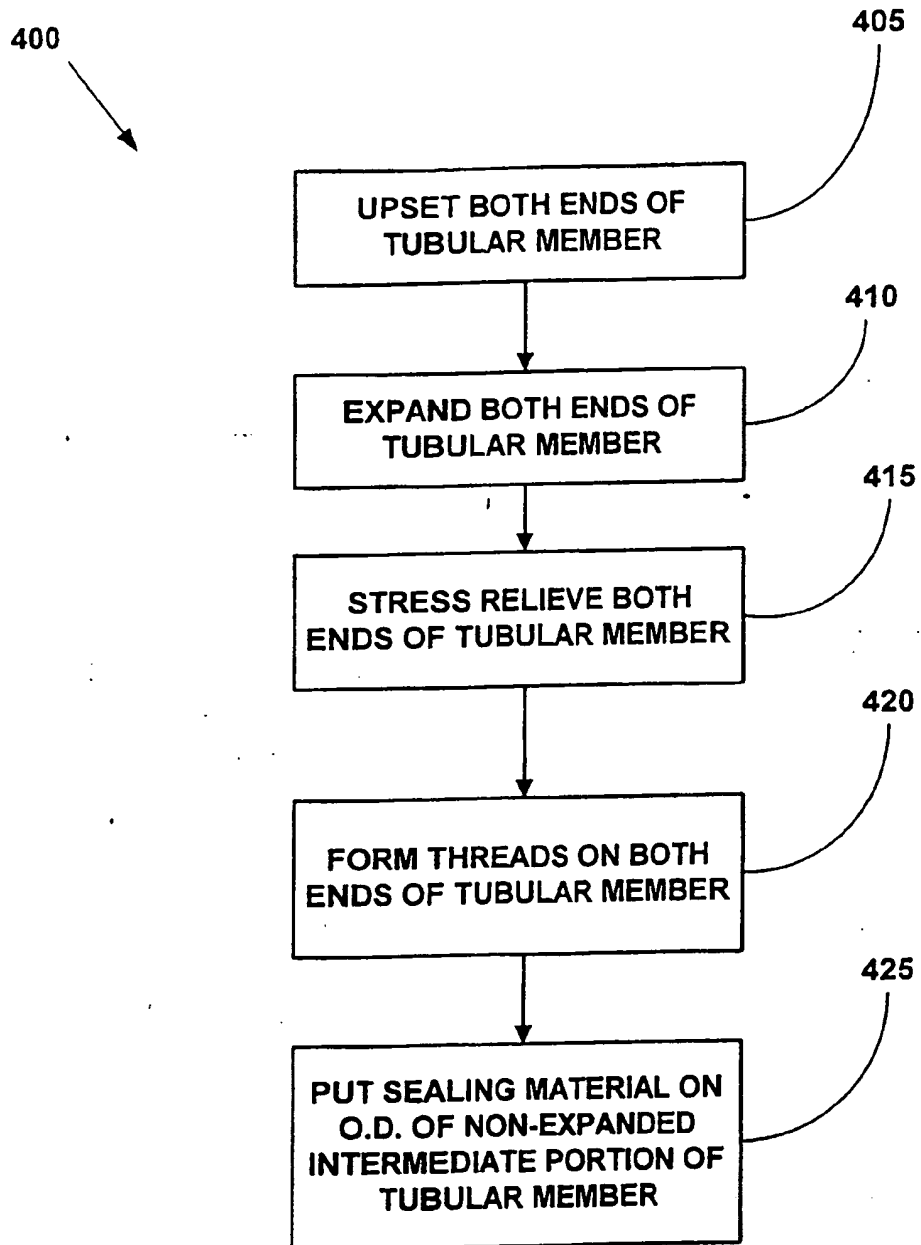 400
405
UPSET BOTH ENDS OF
TUBULAR MEMBER
410
EXPAND BOTH ENDS OF
TUBULAR MEMBER
415
STRESS RELIEVE BOTH
ENDS OF TUBULAR MEMBER
420
FORM THREADS ON BOTH
ENDS OF TUBULAR MEMBER
425
PUT SEALING MATERIAL ON
O.D. OF NON-EXPANDED
INTERMEDIATE PORTION OF
TUBULAR MEMBER